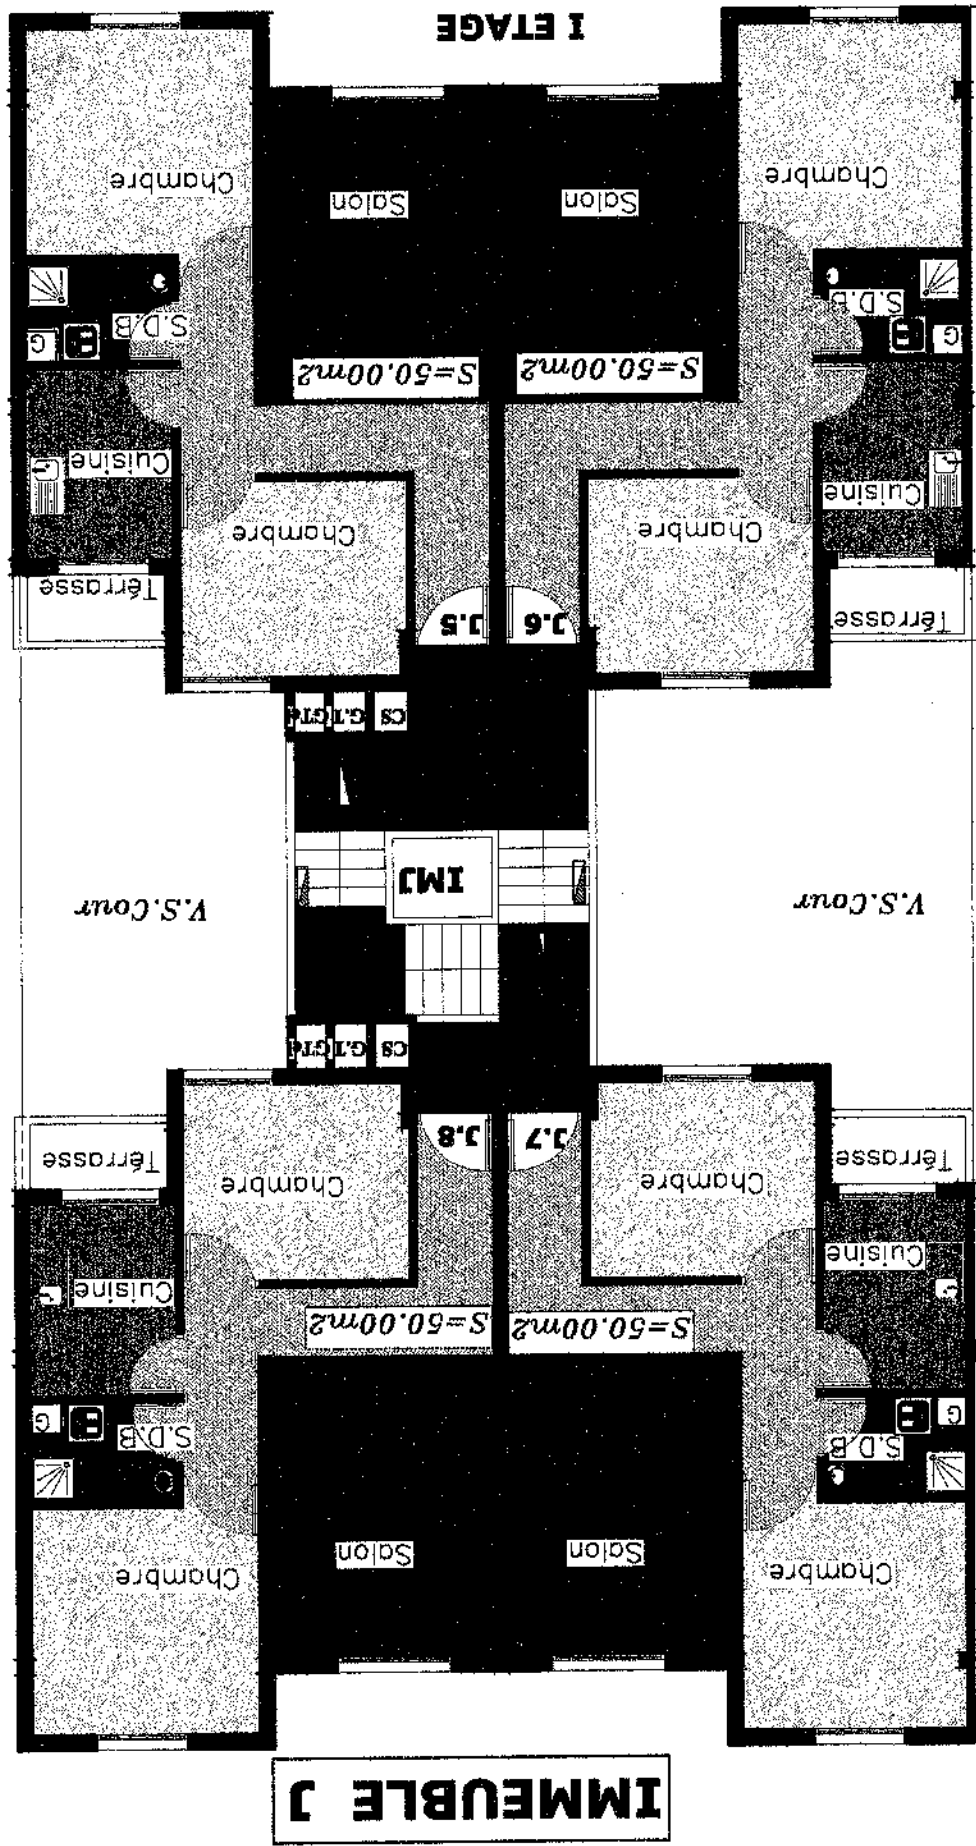 IMMEUBLE J
Chambre
Salon
Salon
Chambre
S.D.B
G
E
S.D.B
E
G
S=50.00m2
S=50.00m2
Cuisine
Cuisine
Chambre
Chambre
Térrasse
Térrasse
J.7
J.8
CS
G.T
V.S.Cour
IMJ
V.S.Cour
CS
G.T
J.6
J.5
Térrasse
Térrasse
Chambre
Chambre
Cuisine
Cuisine
S=50.00m2
S=50.00m2
G
E
S.D.B
E
G
S.D.B
Chambre
Salon
Salon
Chambre
I ETAGE